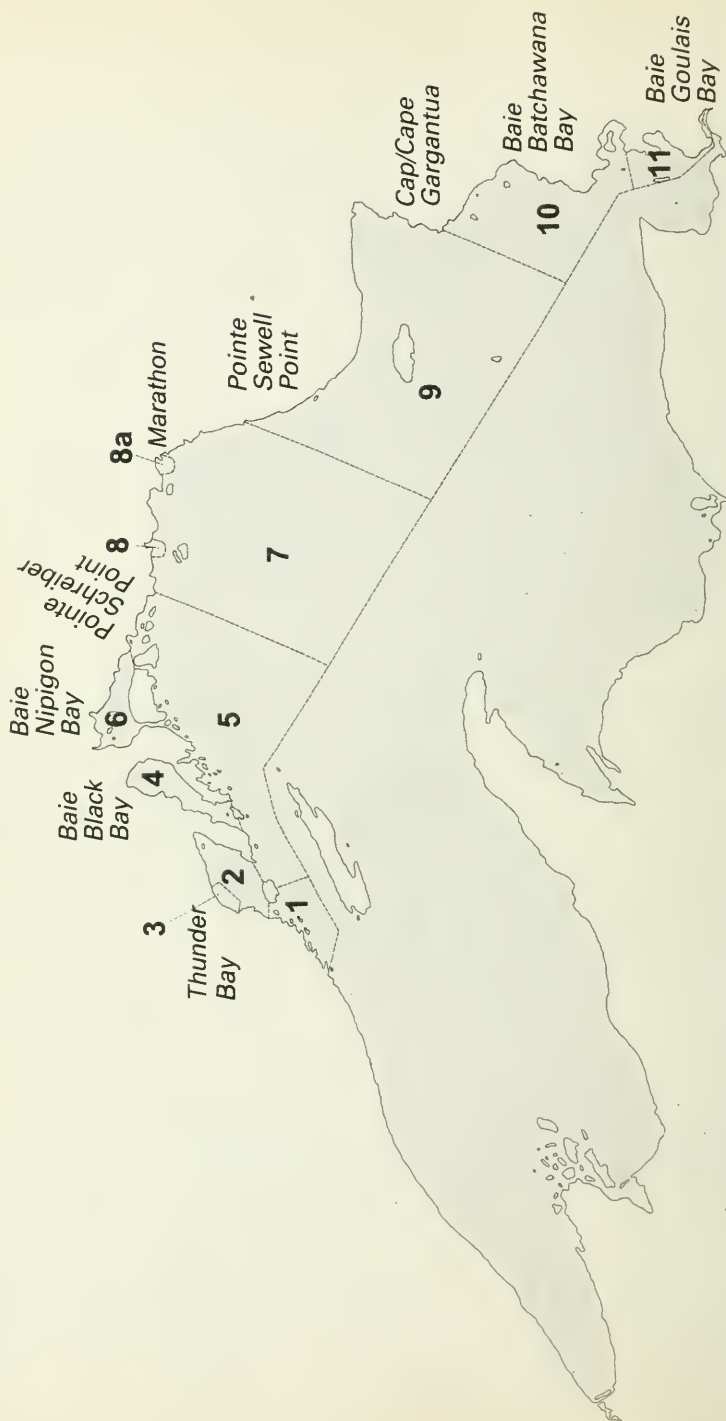 Baie
Nipigon
Bay
Baie
Black
Bay
Thunder
Bay
Pointe
Schreiber
Point
Marathon
Pointe
Sewell
Point
Cap/Cape
Gargantua
Baie
Batchawana
Bay
Baie
Goulais
Bay
1
2
3
4
5
6
7
8
8a
9
10
11